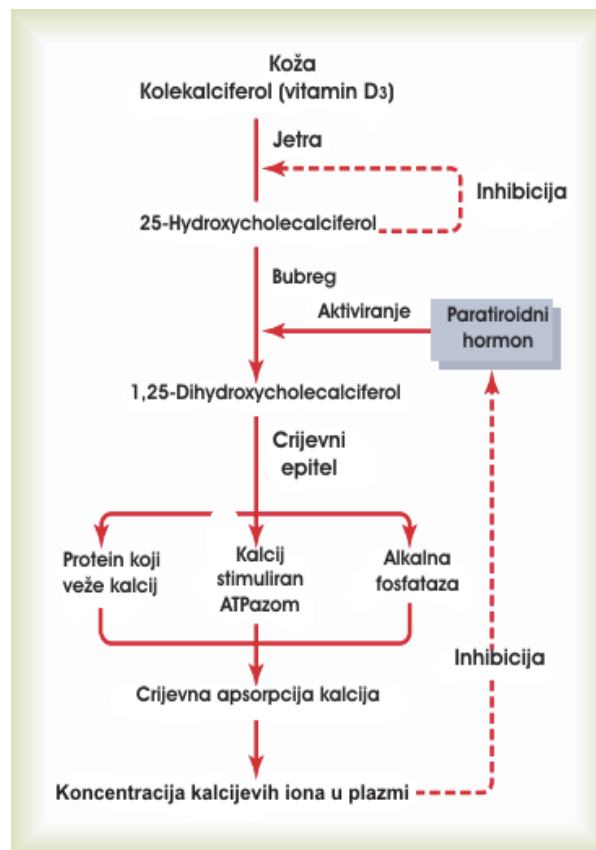 Koža
Kolekalciferol (vitamin D3)
Jetra
Inhibicija
25-Hydroxycholecalciferol
Bubreg
Aktiviranje
Paratiroidni
hormon
1,25-Dihydroxycholecalciferol
Crijevni
epitel
Protein koji
veže kalcij
Kalcij
stimuliran
ATPazom
Alkalna
fosfataza
Inhibicija
Crijevna apsorpcija kalcija
Koncentracija kalcijevih iona u plazmi